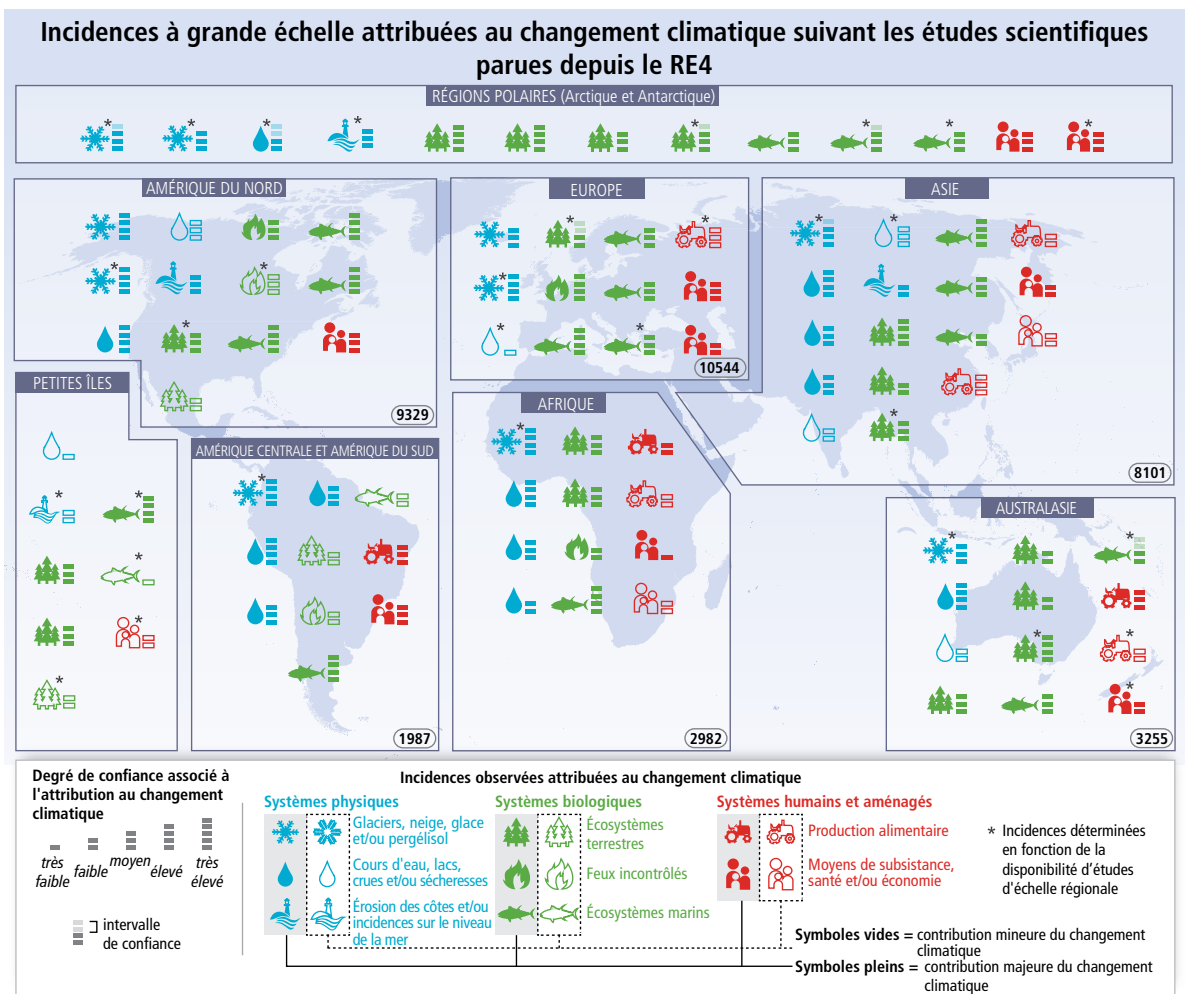 Incidences à grande échelle attribuées au changement climatique suivant les études scientifiques
parues depuis le RE4
RÉGIONS POLAIRES (Arctique et Antarctique)
* * * * * * * *
AMÉRIQUE DU NORD
* * *
9329
EUROPE
* * * * *
10544
ASIE
* * *
8101
PETITES ÎLES
* * * * *
AMÉRIQUE CENTRALE ET AMÉRIQUE DU SUD
*
1987
AFRIQUE
*
2982
AUSTRALASIE
* * * * *
3255
Degré de confiance associé à
l'attribution au changement
climatique
très
faible
faible
moyen
élevé
très
élevé
intervalle
de confiance
Incidences observées attribuées au changement climatique
Systèmes physiques
Glaciers, neige, glace
et/ou pergélisol
Cours d'eau, lacs,
crues et/ou sécheresses
Érosion des côtes et/ou
incidences sur le niveau
de la mer
Systèmes biologiques
Écosystèmes
terrestres
Feux incontrôlés
Écosystèmes marins
Systèmes humains et aménagés
Production alimentaire
Moyens de subsistance,
santé et/ou économie
* Incidences déterminées
en fonction de la
disponibilité d'études
d'échelle régionale
Symboles vides = contribution mineure du changement
climatique
Symboles pleins = contribution majeure du changement
climatique